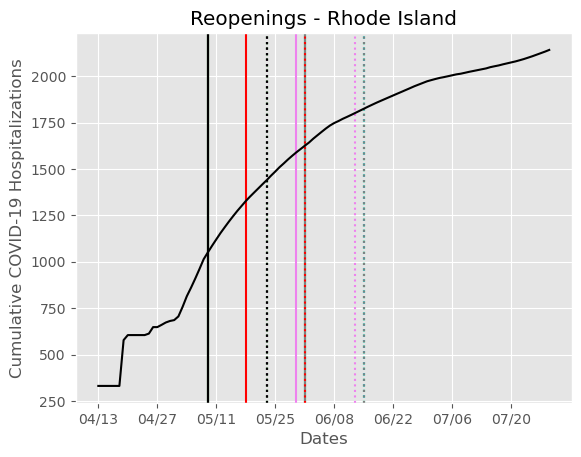 Reopenings - Rhode Island
Cumulative COVID-19 Hospitalizations
2000
1750
1500
1250
1000
750
500
250
04/13 04/27 05/11 05/25 06/08 06/22 07/06 07/20
Dates